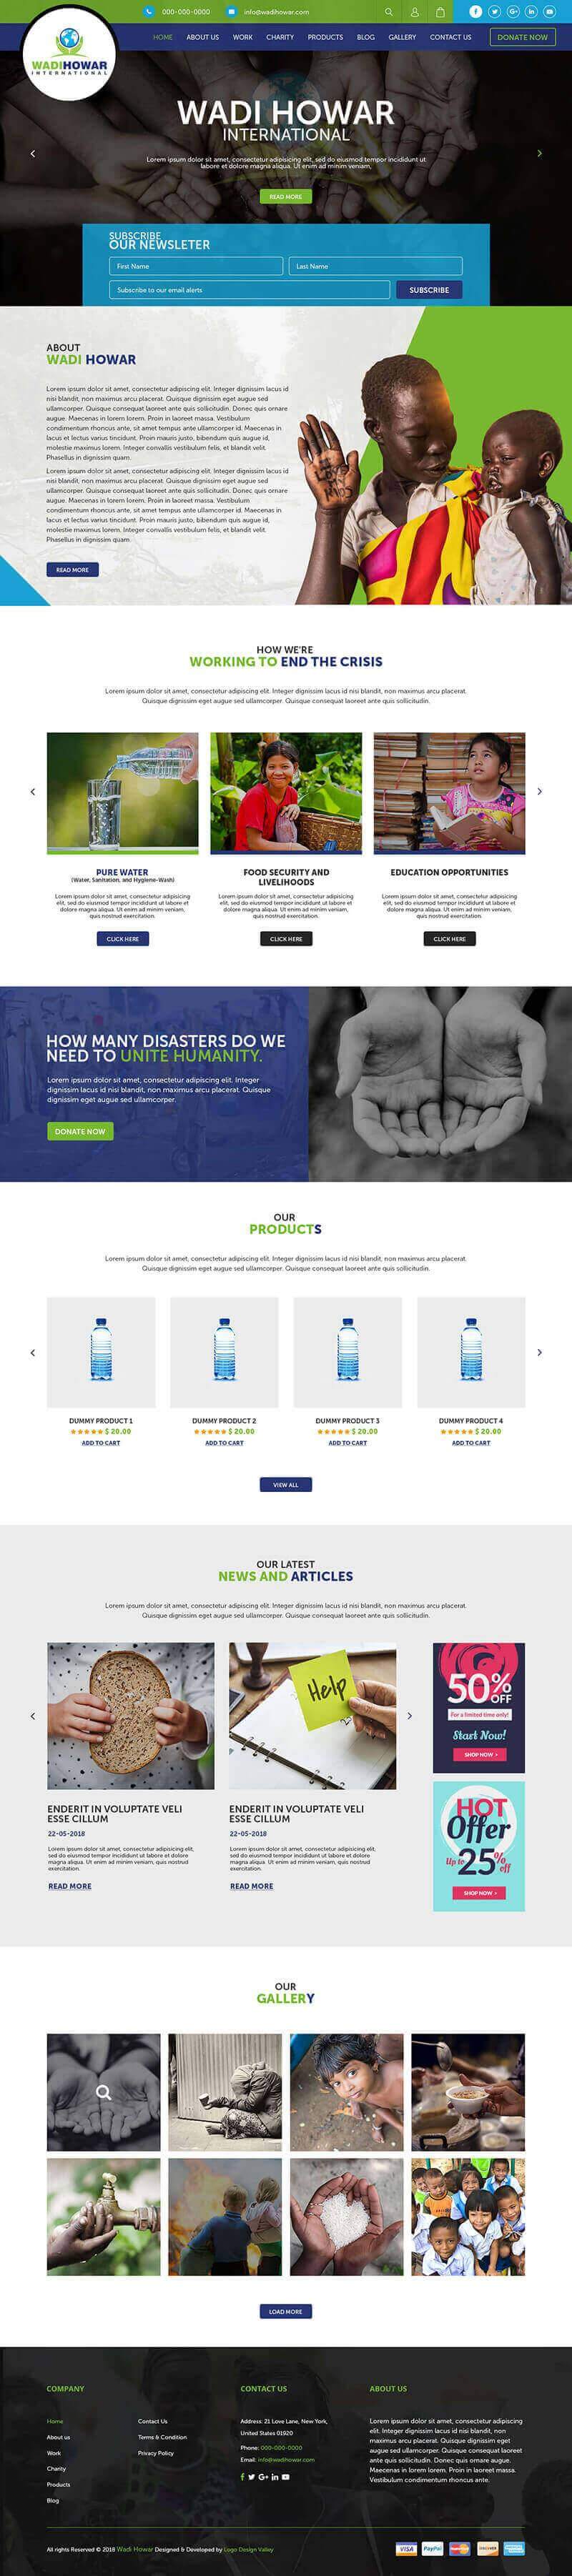 000-000-0000
info@wadihowar.com
WADIHOWAR
INTERNATIONAL
HOME ABOUT US WORK CHARITY PRODUCTS BLOG GALLERY CONTACT US DONATE NOW
WADI HOWAR
INTERNATIONAL
Lorem ipsum dolor sit amet, consectetur adipisicing elit, sed do eiusmod tempor incididunt ut
labore et dolore magna aliqua. Ut enim ad minim veniam,
READ MORE
SUBSCRIBE
OUR NEWSLETER
First Name
Last Name
Subscribe to our email alerts
SUBSCRIBE
ABOUT
WADI HOWAR
Lorem ipsum dolor sit amet, consectetur adipiscing elit. Integer dignissim lacus id
nisi blandit, non maximus arcu placerat. Quisque dignissim eget augue sed
ullamcorper. Quisque consequat laoreet ante quis sollicitudin. Donec quis ornare
augue. Maecenas in lorem lorem. Proin in laoreet massa. Vestibulum
condimentum rhoncus ante, sit amet tempus ante ullamcorper id. Maecenas in
lacus et lectus varius tincidunt. Proin mauris justo, bibendum quis augue id,
molestie maximus lorem. Integer convallis vestibulum felis, et blandit velit.
Phasellus in dignissim quam.
Lorem ipsum dolor sit amet, consectetur adipiscing elit. Integer dignissim lacus id
nisi blandit, non maximus arcu placerat. Quisque dignissim eget augue sed
ullamcorper. Quisque consequat laoreet ante quis sollicitudin. Donec quis ornare
augue. Maecenas in lorem lorem. Proin in laoreet massa. Vestibulum
condimentum rhoncus ante, sit amet tempus ante ullamcorper id. Maecenas in
lacus et lectus varius tincidunt. Proin mauris justo, bibendum quis augue id,
molestie maximus lorem. Integer convallis vestibulum felis, et blandit velit.
Phasellus in dignissim quam.
READ MORE
HOW WE'RE
WORKING TO END THE CRISIS
Lorem ipsum dolor sit amet, consectetur adipiscing elit. Integer dignissim lacus id nisi blandit, non maximus arcu placerat.
Quisque dignissim eget augue sed ullamcorper. Quisque consequat laoreet ante quis sollicitudin.
PURE WATER
(Water, Sanitation, and Hygiene-Wash)
Lorem ipsum dolor sit amet, consectetur adipisicing
elit, sed do eiusmod tempor incididunt ut labore et
dolore magna aliqua. Ut enim ad minim veniam,
quis nostrud exercitation.
CLICK HERE
FOOD SECURITY AND
LIVELIHOODS
Lorem ipsum dolor sit amet, consectetur adipisicing
elit, sed do eiusmod tempor incididunt ut labore et
dolore magna aliqua. Ut enim ad minim veniam,
quis nostrud exercitation.
CLICK HERE
EDUCATION OPPORTUNITIES
Lorem ipsum dolor sit amet, consectetur adipisicing
elit, sed do eiusmod tempor incididunt ut labore et
dolore magna aliqua. Ut enim ad minim veniam,
quis nostrud exercitation.
CLICK HERE
HOW MANY DISASTERS DO WE
NEED TO UNITE HUMANITY.
Lorem ipsum dolor sit amet, consectetur adipiscing elit. Integer
dignissim lacus id nisi blandit, non maximus arcu placerat. Quisque
dignissim eget augue sed ullamcorper.
DONATE NOW
OUR
PRODUCTS
Lorem ipsum dolor sit amet, consectetur adipiscing elit. Integer dignissim lacus id nisi blandit, non maximus arcu placerat.
Quisque dignissim eget augue sed ullamcorper. Quisque consequat laoreet ante quis sollicitudin.
DUMMY PRODUCT 1
$ 20.00
ADD TO CART
DUMMY PRODUCT 2
$ 20.00
ADD TO CART
DUMMY PRODUCT 3
$ 20.00
ADD TO CART
DUMMY PRODUCT 4
$ 20.00
ADD TO CART
VIEW ALL
OUR LATEST
NEWS AND ARTICLES
Lorem ipsum dolor sit amet, consectetur adipiscing elit. Integer dignissim lacus id nisi blandit, non maximus arcu placerat.
Quisque dignissim eget augue sed ullamcorper. Quisque consequat laoreet ante quis sollicitudin.
Help
ENDERIT IN VOLUPTATE VELI
ESSE CILLUM
22-05-2018
Lorem ipsum dolor sit amet, consectetur adipisicing elit,
sed do eiusmod tempor incididunt ut labore et dolore
magna aliqua. Ut enim ad minim veniam, quis nostrud
exercitation.
READ MORE
ENDERIT IN VOLUPTATE VELI
ESSE CILLUM
22-05-2018
Lorem ipsum dolor sit amet, consectetur adipisicing elit,
sed do eiusmod tempor incididunt ut labore et dolore
magna aliqua. Ut enim ad minim veniam, quis nostrud
exercitation.
READ MORE
50% OFF
For a limited time only!
Start Now!
SHOP NOW >
HOT
Offer
Up to 25% off
SHOP NOW >
OUR
GALLERY
LOAD MORE
COMPANY
Home
About us
Work
Charity
Products
Blog
Contact Us
Terms & Condition
Privacy Policy
CONTACT US
Address: 21 Love Lane, New York,
United States 01920
Phone: 000-000-0000
Email: info@wadihowar.com
ABOUT US
Lorem ipsum dolor sit amet, consectetur adipiscing
elit. Integer dignissim lacus id nisi blandit, non
maximus arcu placerat. Quisque dignissim eget
augue sed ullamcorper. Quisque consequat laoreet
ante quis sollicitudin. Donec quis ornare augue.
Maecenas in lorem lorem. Proin in laoreet massa.
Vestibulum condimentum rhoncus ante.
All rights Reserved © 2018 Wadi Howar Designed & Developed by Logo Design Valley
VISA PayPal DISCOVER